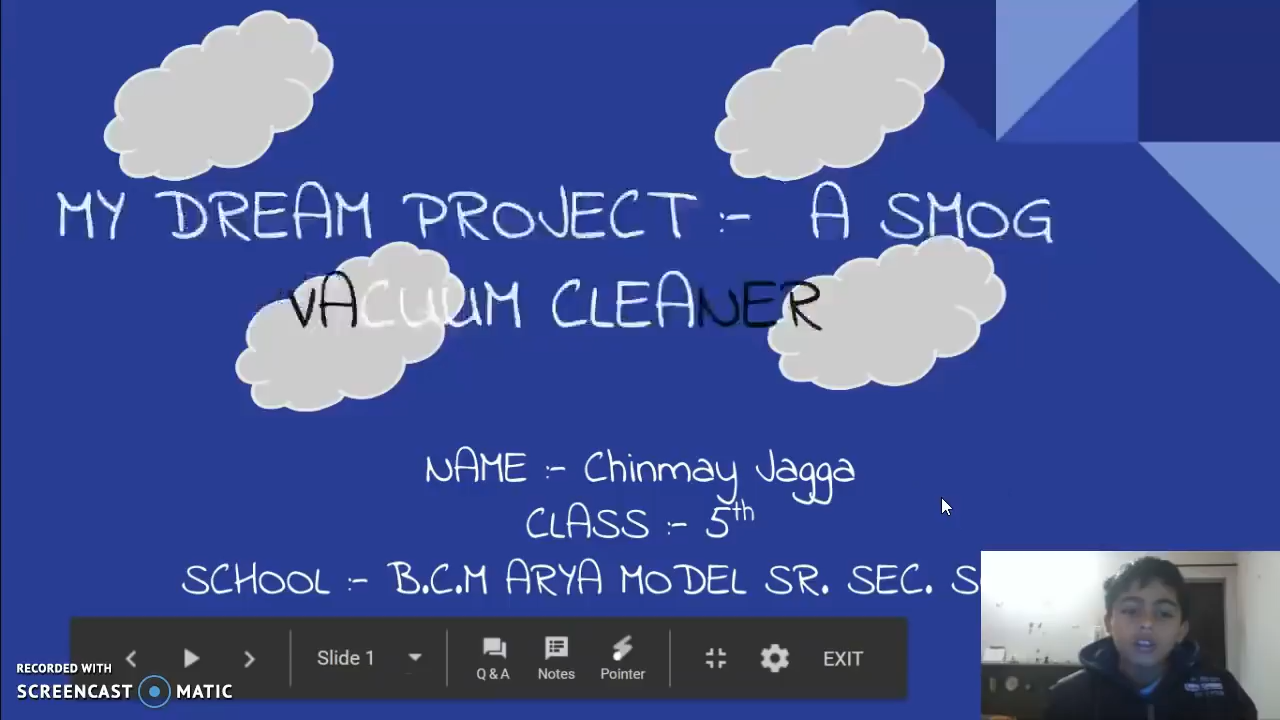 MY DREAM PROJECT :- A SMOG
VACUUM CLEANER
NAME :- Chinmay Jagga
CLASS :- 5th
SCHOOL :- B.C.M ARYA MODEL SR. SEC.
Slide 1
Q & A
Notes
Pointer
EXIT
RECORDED WITH
SCREENCAST MATIC